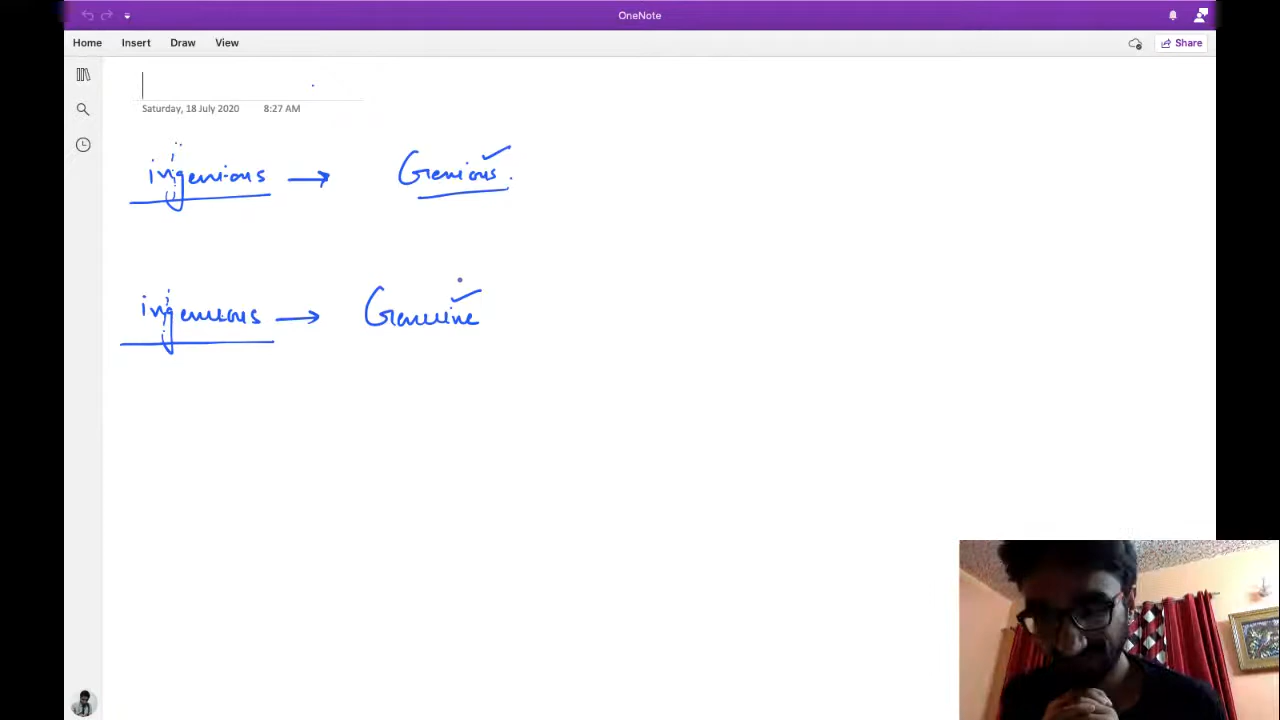 OneNote
Home Insert Draw View Share
Saturday, 18 July 2020 8:27 AM
ingenious → Genious.
ingenuous → Genuine